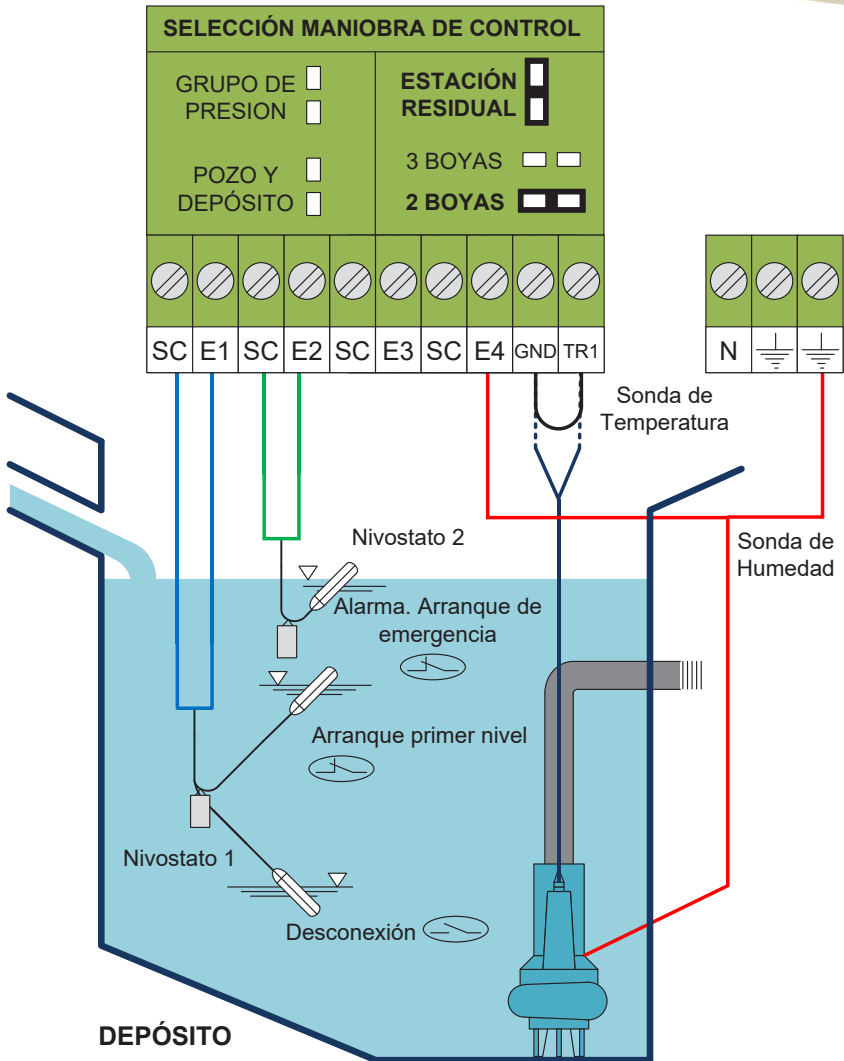 SELECCIÓN MANIOBRA DE CONTROL
GRUPO DE
PRESION
POZO Y
DEPÓSITO
ESTACIÓN
RESIDUAL
3 BOYAS
2 BOYAS
SC E1 SC E2 SC E3 SC E4 GND TR1
N
Sonda de
Temperatura
Sonda de
Humedad
Nivostato 2
Alarma. Arranque de
emergencia
Arranque primer nivel
Nivostato 1
Desconexión
DEPÓSITO